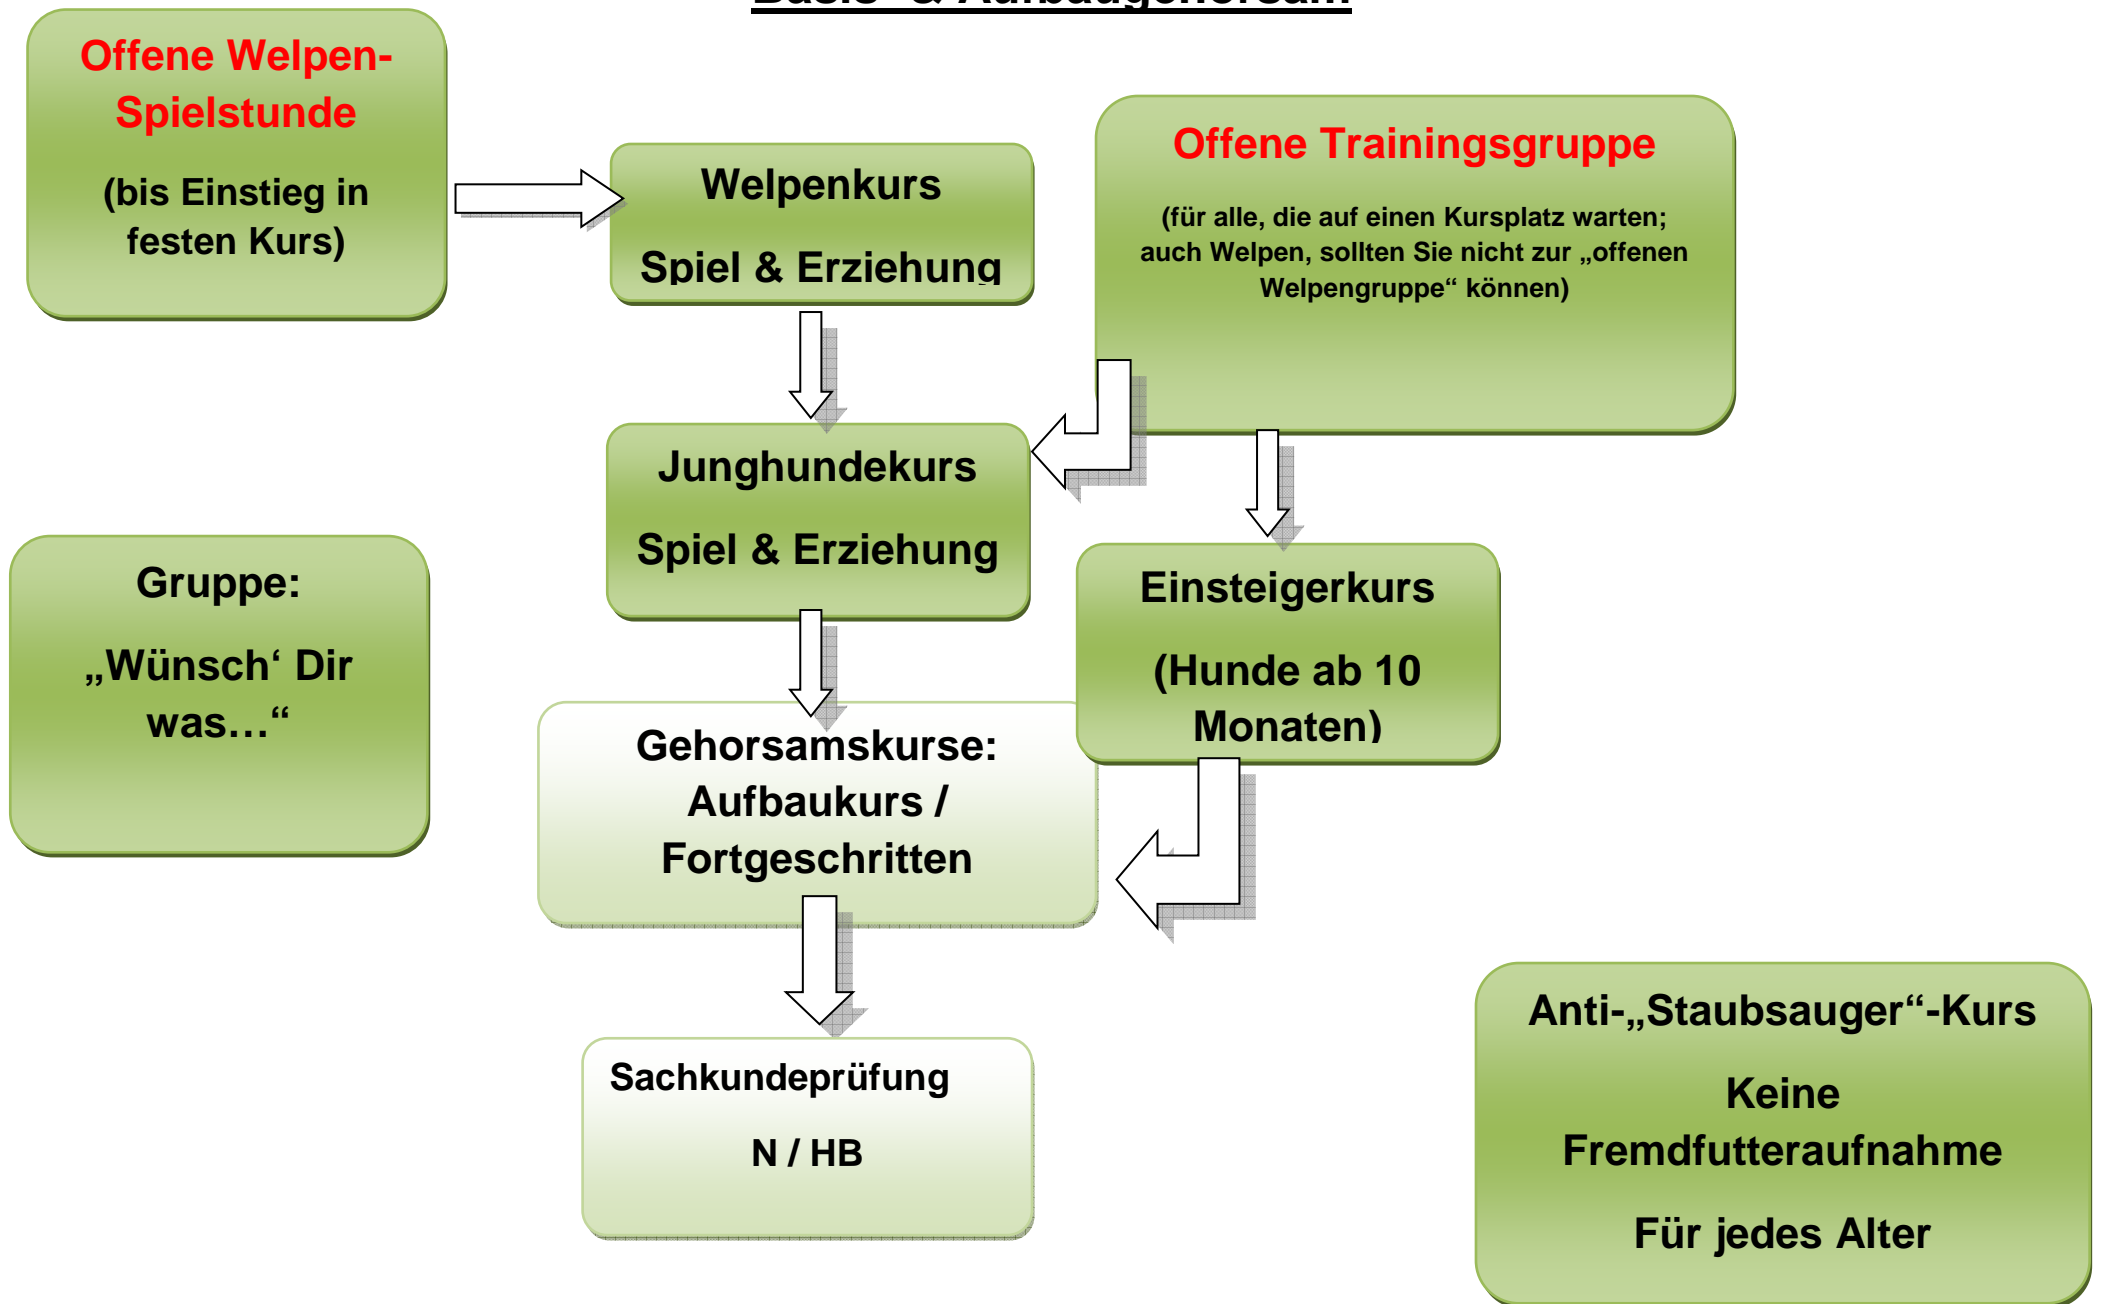 Basis- & Aufbaugehorsam
Offene Welpen-
Spielstunde
(bis Einstieg in
festen Kurs)
Welpenkurs
Spiel & Erziehung
Offene Trainingsgruppe
(für alle, die auf einen Kursplatz warten;
auch Welpen, sollten Sie nicht zur „offenen
Welpengruppe“ können)
Junghundekurs
Spiel & Erziehung
Gruppe:
„Wünsch‘ Dir
was…“
Einsteigerkurs
(Hunde ab 10
Monaten)
Gehorsamskurse:
Aufbaukurs /
Fortgeschritten
Sachkundeprüfung
N / HB
Anti-„Staubsauger“-Kurs
Keine
Fremdfutteraufnahme
Für jedes Alter